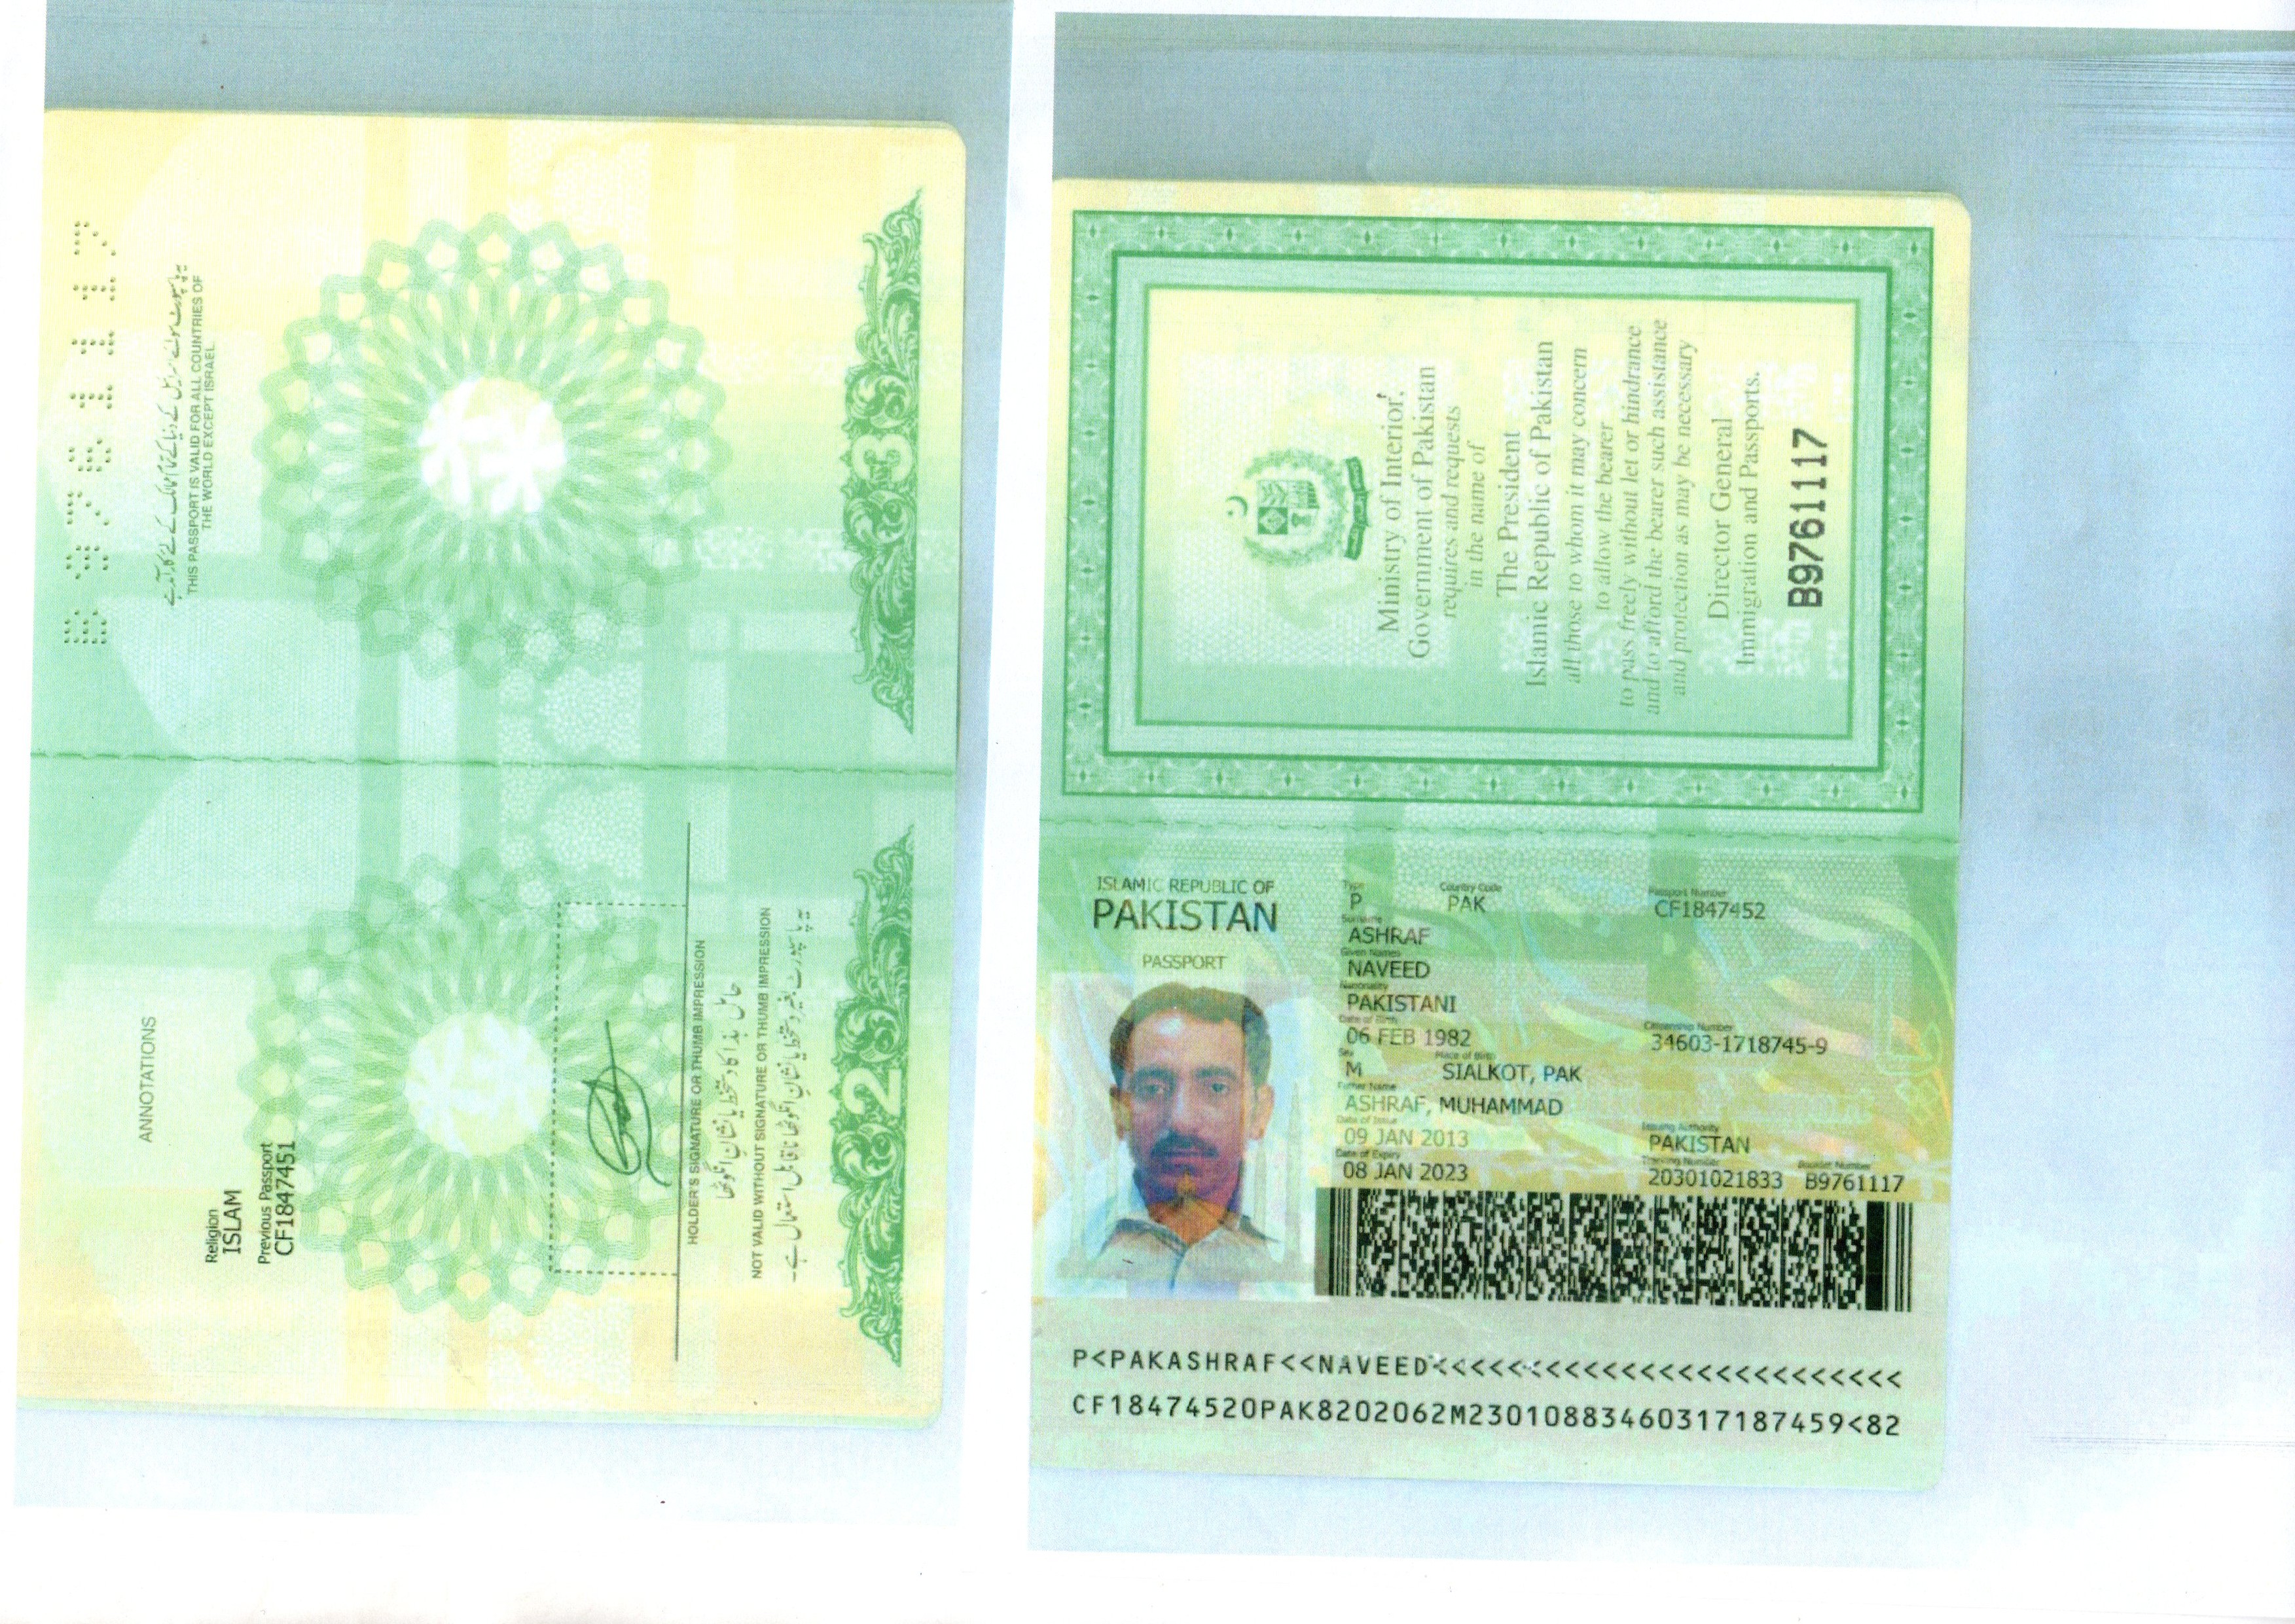 B9761117
یہ پاسپورٹ سوائے اسرائیل کے دنیا کے تمام ممالک کے لئے کارآمد ہے
THIS PASSPORT IS VALID FOR ALL COUNTRIES OF
THE WORLD EXCEPT ISRAEL.
3
ANNOTATIONS
Religion
ISLAM
Previous Passport
CF1847451
HOLDER'S SIGNATURE OR THUMB IMPRESSION
حامل ہذا کا دستخط یا نشان انگوٹھا
NOT VALID WITHOUT SIGNATURE OR THUMB IMPRESSION
یہ پاسپورٹ بغیر دستخط یا نشان انگوٹھا ناقابل استعمال ہے۔
2
Ministry of Interior,
Government of Pakistan
requires and requests
in the name of
The President
Islamic Republic of Pakistan
all those to whom it may concern
to allow the bearer
to pass freely without let or hindrance
and to afford the bearer such assistance
and protection as may be necessary
Director General
Immigration and Passports.
B9761117
ISLAMIC REPUBLIC OF
PAKISTAN
PASSPORT
Type Country Code Passport Number
P PAK CF1847452
Surname
ASHRAF
Given Names
NAVEED
Nationality
PAKISTANI
Date of Birth Citizenship Number
06 FEB 1982 34603-1718745-9
Sex Place of Birth
M SIALKOT, PAK
Father Name
ASHRAF, MUHAMMAD
Date of Issue Issuing Authority
09 JAN 2013 PAKISTAN
Date of Expiry Tracking Number Booklet Number
08 JAN 2023 20301021833 B9761117
P<PAKASHRAF<<NAVEED<<<<<<<<<<<<<<<<<<<<<<<<<
CF18474520PAK8202062M23010883460317187459<82